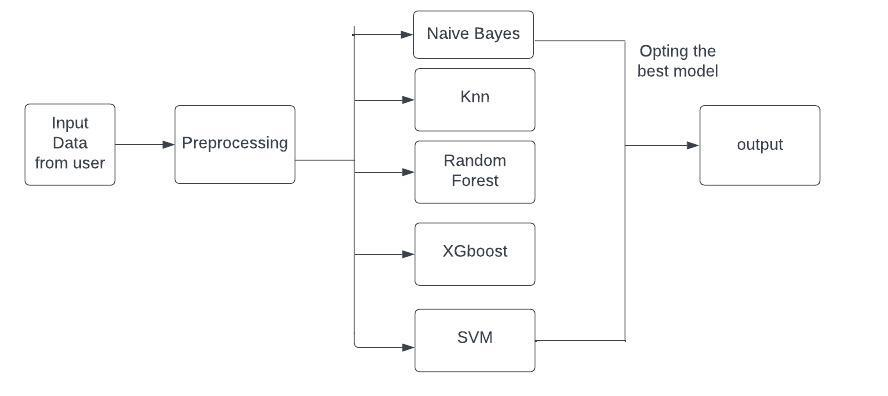 Input
Data
from user
Preprocessing
Naive Bayes
Knn
Random
Forest
XGboost
SVM
Opting the
best model
output